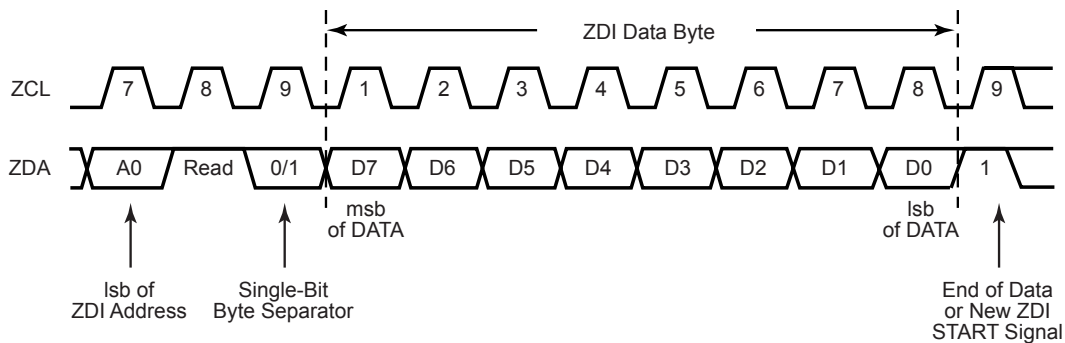 ZDI Data Byte
ZCL 7 8 9 1 2 3 4 5 6 7 8 9
ZDA A0 Read 0/1 D7 D6 D5 D4 D3 D2 D1 D0 1
msb
of DATA
lsb
of DATA
lsb of
ZDI Address
Single-Bit
Byte Separator
End of Data
or New ZDI
START Signal